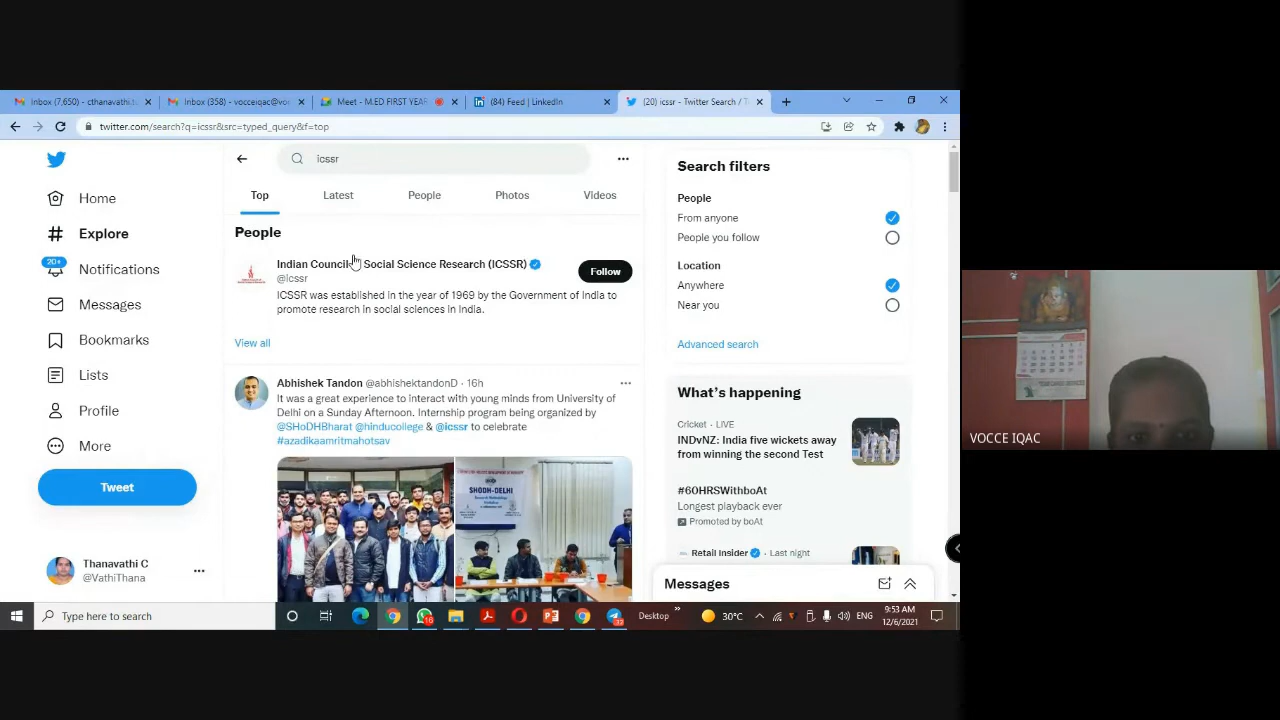 Inbox (7,650) - cthanavathi.t
Inbox (358) - vocceiqac@vo
Meet - M.ED FIRST YEAR
(84) Feed | LinkedIn
(20) icssr - Twitter Search / T
twitter.com/search?q=icssr&src=typed_query&f=top
icssr
Top Latest People Photos Videos
Home
Explore
20+
Notifications
Messages
Bookmarks
Lists
Profile
More
Tweet
Thanavathi C
@VathiThana
People
Indian Council Social Science Research (ICSSR)
@icssr
Follow
ICSSR was established in the year of 1969 by the Government of India to
promote research in social sciences in India.
View all
Abhishek Tandon @abhishektandonD · 16h
It was a great experience to interact with young minds from University of
Delhi on a Sunday Afternoon. Internship program being organized by
@SHoDHBharat @hinducollege & @icssr to celebrate
#azadikaamritmahotsav
SHODH-DELHI
Search filters
People
From anyone
People you follow
Location
Anywhere
Near you
Advanced search
What's happening
Cricket · LIVE
INDvNZ: India five wickets away
from winning the second Test
#60HRSWithboAt
Longest playback ever
Promoted by boAt
Retail Insider · Last night
Messages
Type here to search
16
32
Desktop
30°C
ENG
9:53 AM
12/6/2021
VOCCE IQAC